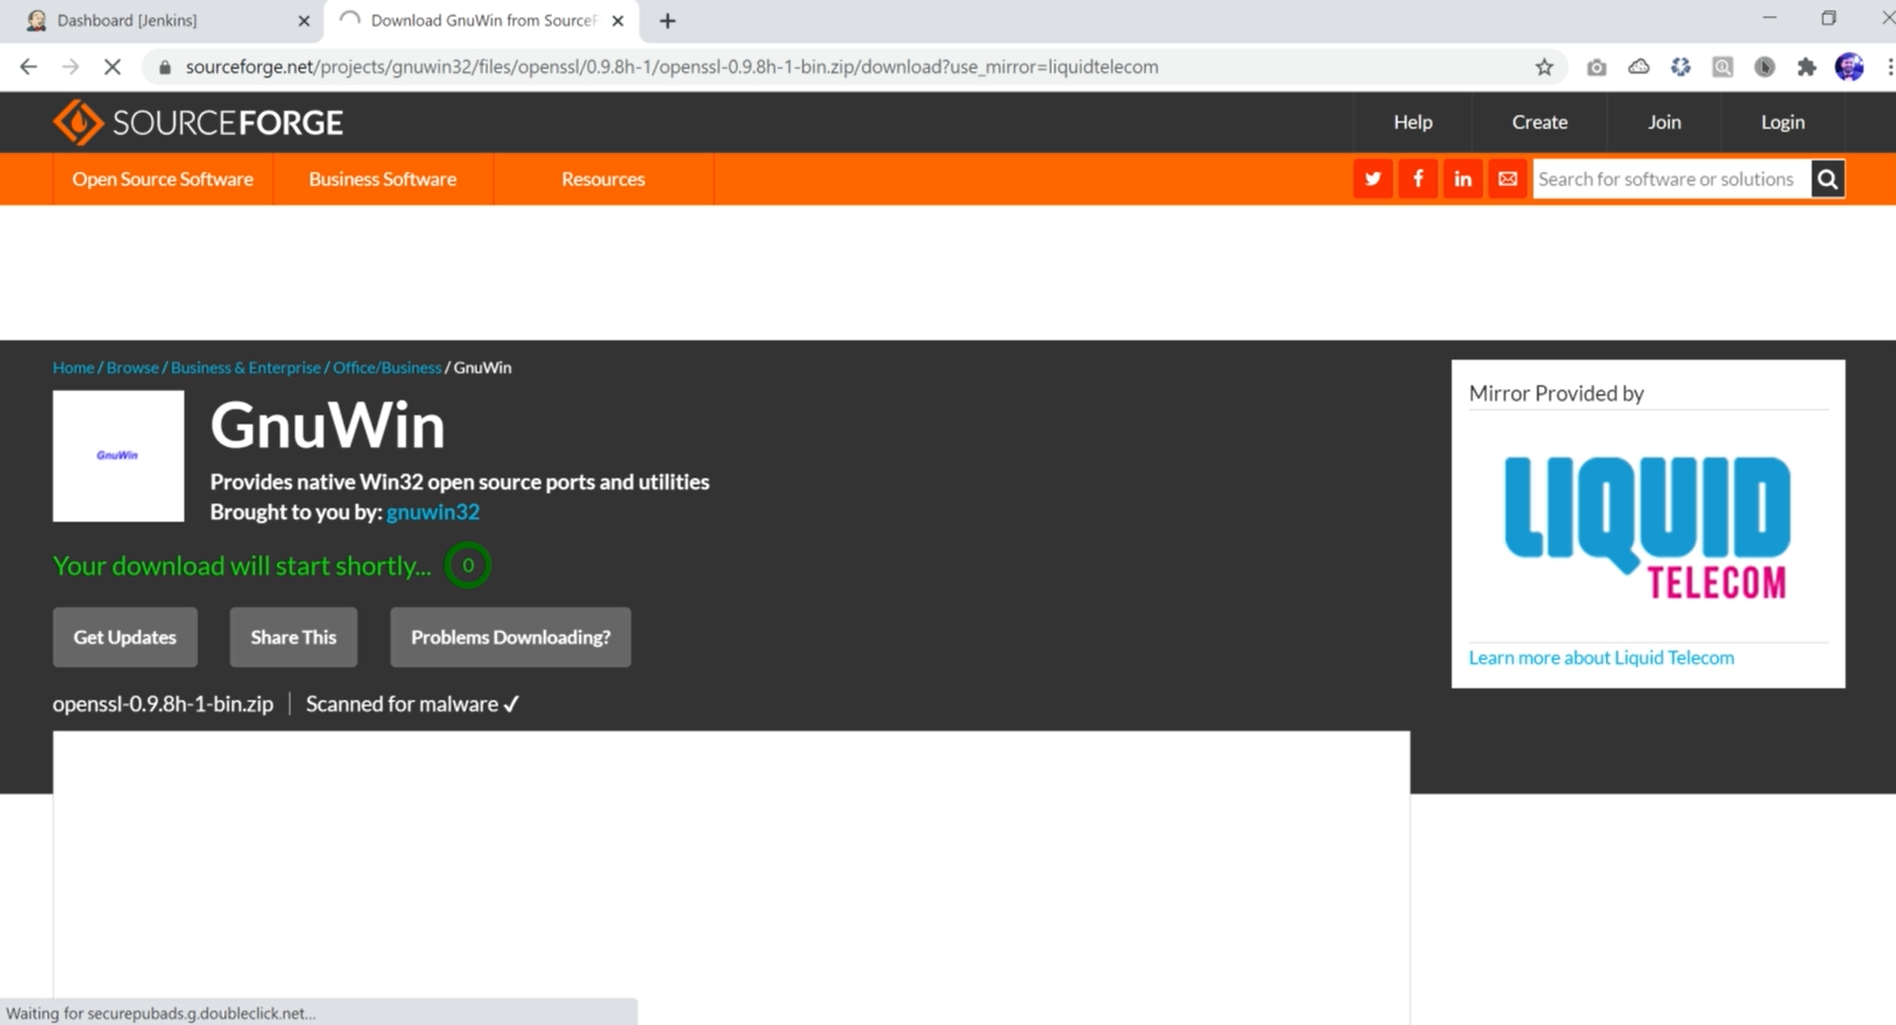 Dashboard [Jenkins]
Download GnuWin from SourceF
sourceforge.net/projects/gnuwin32/files/openssl/0.9.8h-1/openssl-0.9.8h-1-bin.zip/download?use_mirror=liquidtelecom
SOURCEFORGE
Help
Create
Join
Login
Open Source Software
Business Software
Resources
Search for software or solutions
Home / Browse / Business & Enterprise / Office/Business / GnuWin
GnuWin
GnuWin
Provides native Win32 open source ports and utilities
Brought to you by: gnuwin32
Your download will start shortly... 0
Get Updates
Share This
Problems Downloading?
openssl-0.9.8h-1-bin.zip
Scanned for malware ✓
Mirror Provided by
LIQUID
TELECOM
Learn more about Liquid Telecom
Waiting for securepubads.g.doubleclick.net...